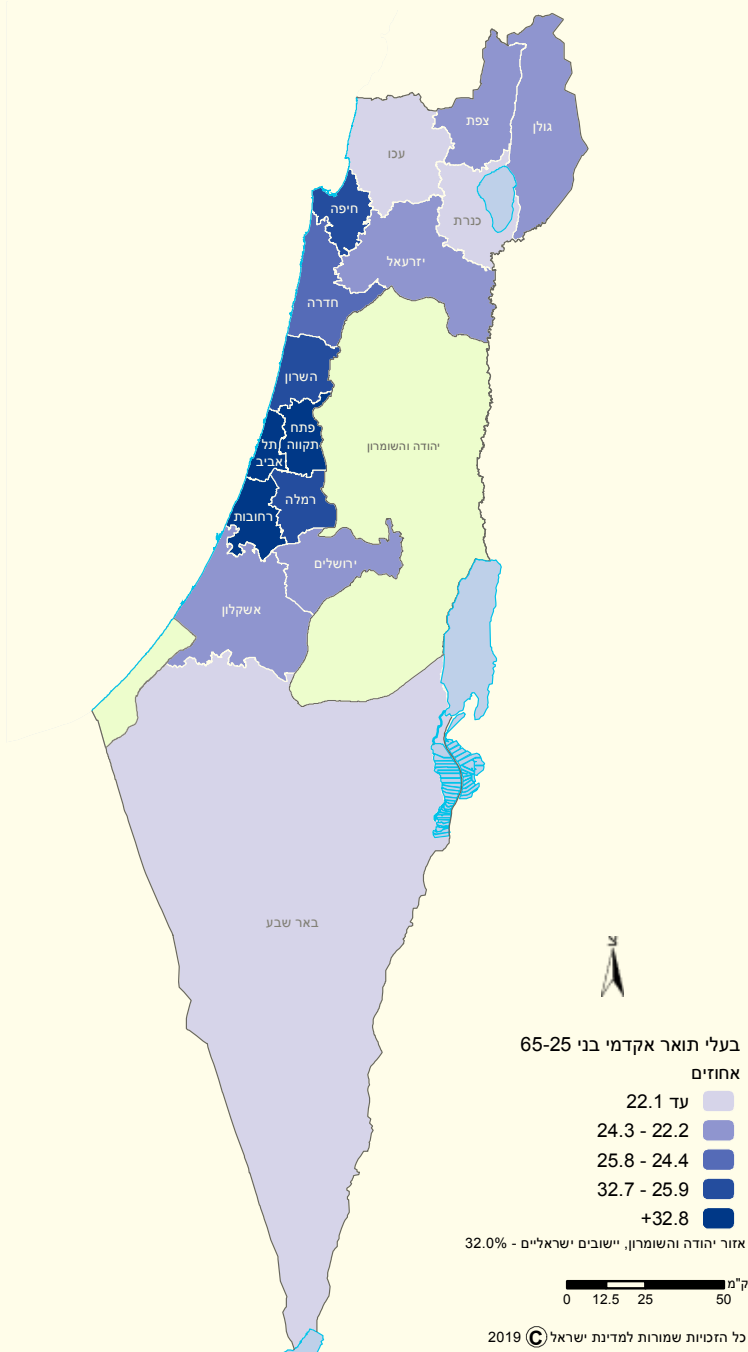 צפת
גולן
עכו
כנרת
חיפה
יזרעאל
חדרה
השרון
פתח
תקווה
תל
אביב
יהודה והשומרון
רמלה
רחובות
ירושלים
אשקלון
באר שבע
צ
בעלי תואר אקדמי בני 65-25
אחוזים
עד 22.1
24.3 - 22.2
25.8 - 24.4
32.7 - 25.9
+32.8
אזור יהודה והשומרון, יישובים ישראליים - 32.0%
ק"מ
0 12.5 25 50
כל הזכויות שמורות למדינת ישראל © 2019